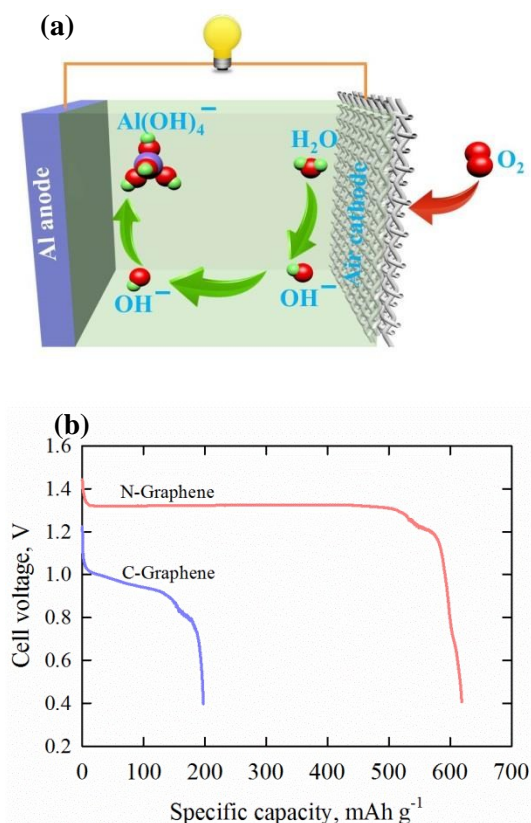 (a)
Al(OH)₄⁻
H₂O
O₂
Al anode
Air cathode
OH⁻
OH⁻
(b)
1.6
1.4
1.2
1.0
0.8
0.6
0.4
0.2
Cell voltage, V
N-Graphene
C-Graphene
0 100 200 300 400 500 600 700
Specific capacity, mAh g⁻¹